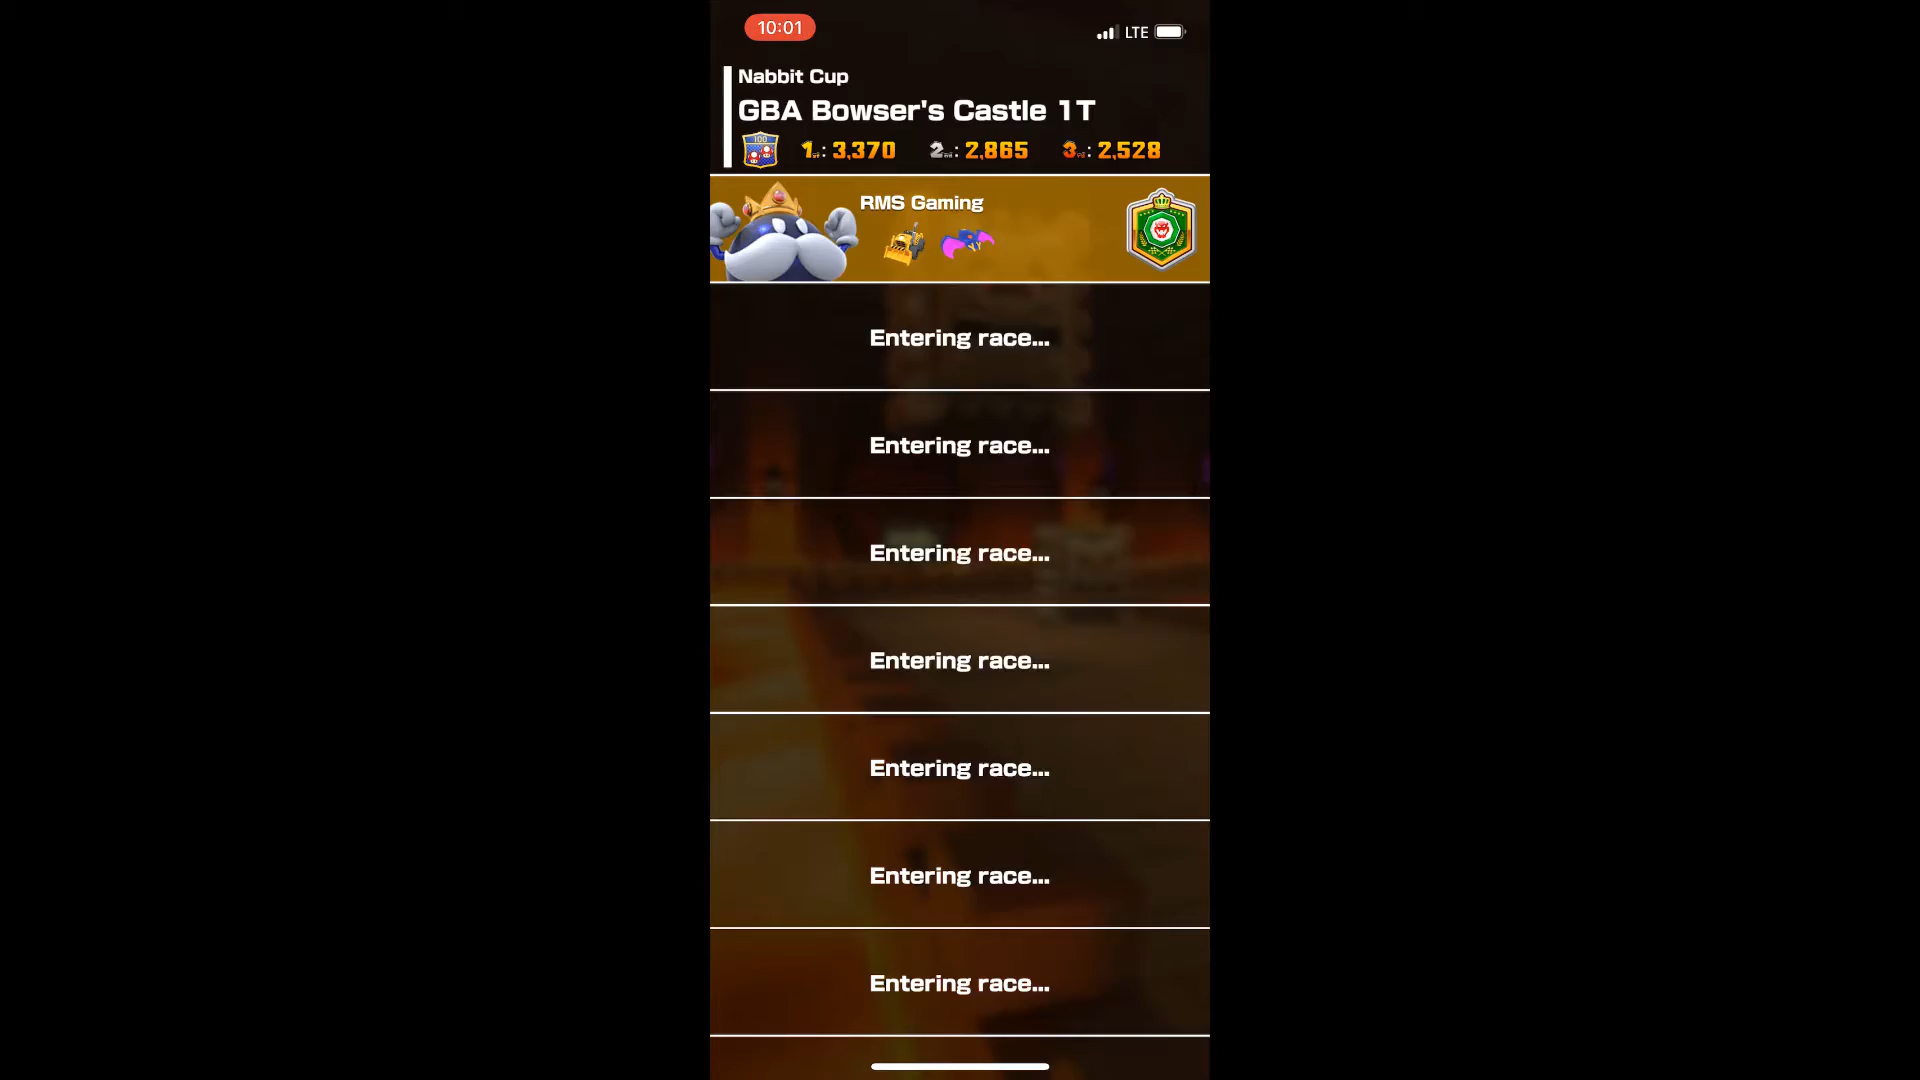 10:01
LTE
Nabbit Cup
GBA Bowser's Castle 1T
100 1st: 3,370 2nd: 2,865 3rd: 2,528
RMS Gaming
Entering race...
Entering race...
Entering race...
Entering race...
Entering race...
Entering race...
Entering race...